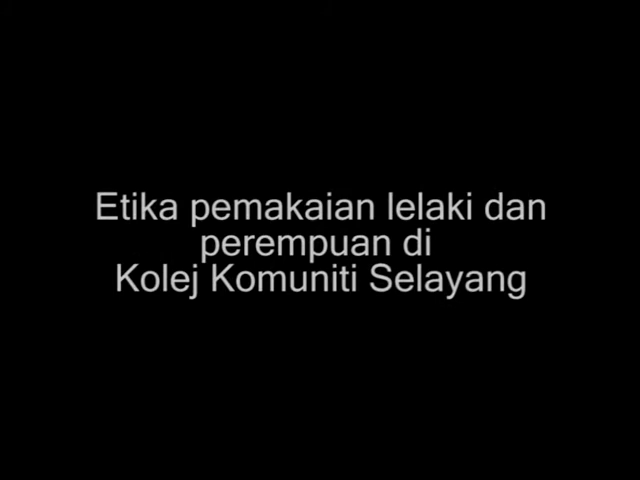 Etika pemakaian lelaki dan
perempuan di
Kolej Komuniti Selayang